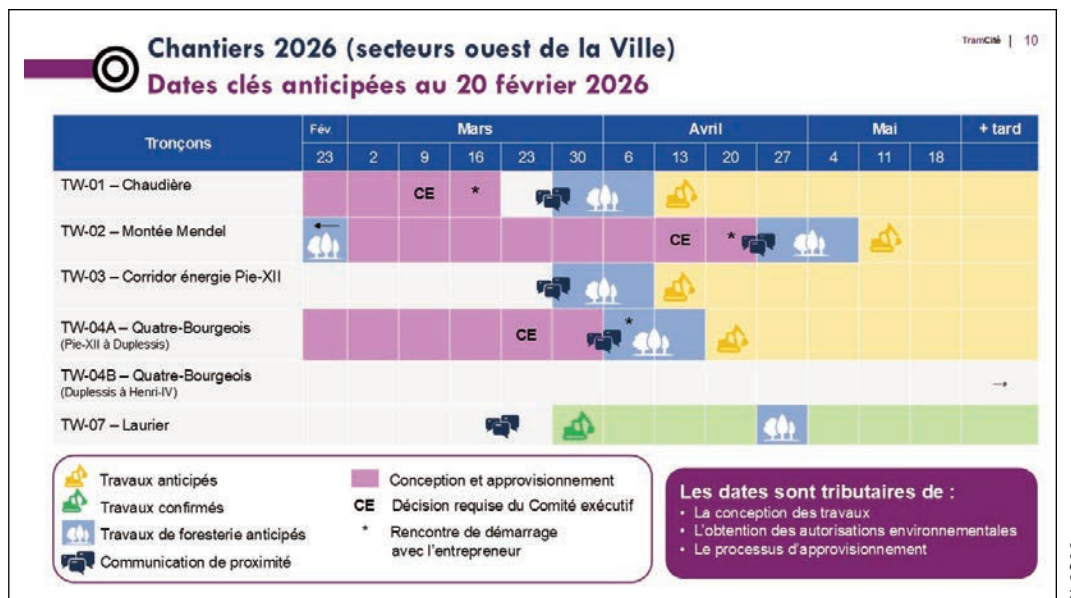 Chantiers 2026 (secteurs ouest de la Ville)
TramCité | 10
Dates clés anticipées au 20 février 2026
Tronçons Fév. Mars Avril Mai + tard
23 2 9 16 23 30 6 13 20 27 4 11 18
TW-01 – Chaudière CE *
TW-02 – Montée Mendel ← CE *
TW-03 – Corridor énergie Pie-XII
TW-04A – Quatre-Bourgeois CE *
(Pie-XII à Duplessis)
TW-04B – Quatre-Bourgeois →
(Duplessis à Henri-IV)
TW-07 – Laurier
Travaux anticipés
Travaux confirmés
Travaux de foresterie anticipés
Communication de proximité
Conception et approvisionnement
CE Décision requise du Comité exécutif
* Rencontre de démarrage
avec l'entrepreneur
Les dates sont tributaires de :
• La conception des travaux
• L'obtention des autorisations environnementales
• Le processus d'approvisionnement